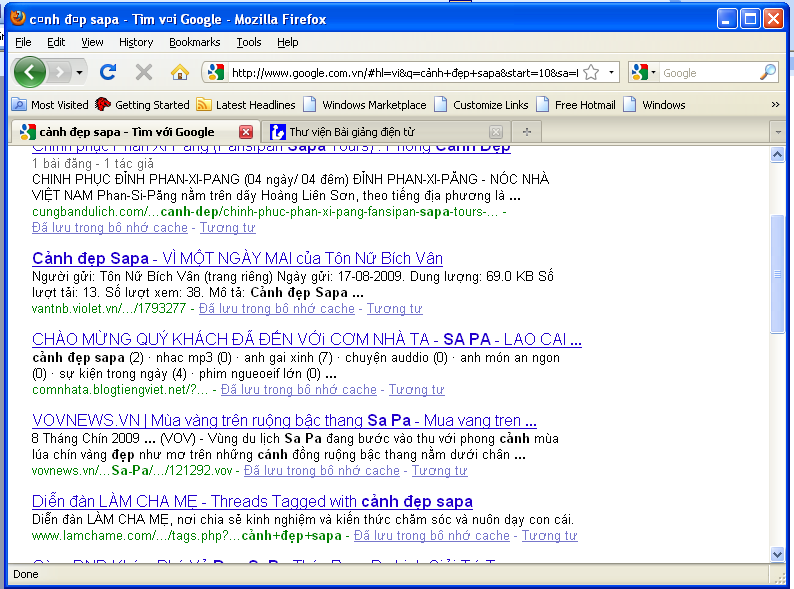 c¤nh đ¤p sapa - Tìm v¤i Google - Mozilla Firefox
File Edit View History Bookmarks Tools Help
http://www.google.com.vn/#hl=vi&q=cảnh+đẹp+sapa&start=10&sa=I Google
Most Visited Getting Started Latest Headlines Windows Marketplace Customize Links Free Hotmail Windows »
cảnh đẹp sapa - Tìm với Google Thư viện Bài giảng điện tử
Chinh phục Phan Xi Pang (Fansipan Sapa Tours) : Phong Cảnh Đẹp
1 bài đăng - 1 tác giả
CHINH PHỤC ĐỈNH PHAN-XI-PANG (04 ngày/ 04 đêm) ĐỈNH PHAN-XI-PĂNG - NÓC NHÀ
VIỆT NAM Phan-Si-Păng nằm trên dãy Hoàng Liên Sơn, theo tiếng địa phương là ...
cungbandulich.com/...canh-dep/chinh-phuc-phan-xi-pang-fansipan-sapa-tours-... -
Đã lưu trong bộ nhớ cache - Tương tự
Cảnh đẹp Sapa - VÌ MỘT NGÀY MAI của Tôn Nữ Bích Vân
Người gửi: Tôn Nữ Bích Vân (trang riêng) Ngày gửi: 17-08-2009. Dung lượng: 69.0 KB Số
lượt tải: 13. Số lượt xem: 38. Mô tả: Cảnh đẹp Sapa ...
vantnb.violet.vn/.../1793277 - Đã lưu trong bộ nhớ cache - Tương tự
CHÀO MỪNG QUÝ KHÁCH ĐÃ ĐẾN VỚi CƠM NHÀ TA - SA PA - LAO CAI ...
cảnh đẹp sapa (2) · nhac mp3 (0) · anh gai xinh (7) · chuyện auddio (0) · anh món an ngon
(0) · sự kiện trong ngày (4) · phim ngueoeif lớn (0) ...
comnhata.blogtiengviet.net/?... - Đã lưu trong bộ nhớ cache - Tương tự
VOVNEWS.VN | Mùa vàng trên ruộng bậc thang Sa Pa - Mua vang tren ...
8 Tháng Chín 2009 ... (VOV) - Vùng du lịch Sa Pa đang bước vào thu với phong cảnh mùa
lúa chín vàng đẹp như mơ trên những cánh đồng ruộng bậc thang nằm dưới chân ...
vovnews.vn/...Sa-Pa/.../121292.vov - Đã lưu trong bộ nhớ cache - Tương tự
Diễn đàn LÀM CHA MẸ - Threads Tagged with cảnh đẹp sapa
Diễn đàn LÀM CHA MẸ, nơi chia sẻ kinh nghiệm và kiến thức chăm sóc và nuôn dạy con cái.
www.lamchame.com/.../tags.php?...cảnh+đẹp+sapa - Đã lưu trong bộ nhớ cache - Tương tự
Done